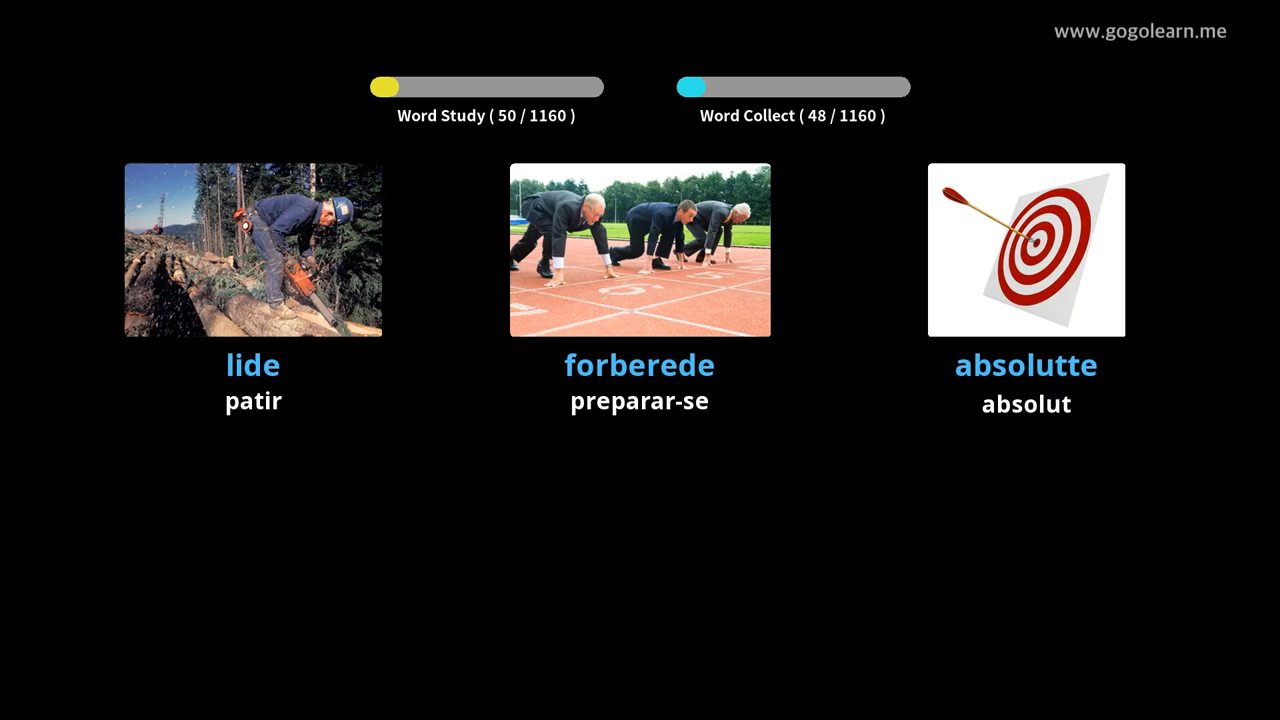 www.gogolearn.me
Word Study ( 50 / 1160 )
Word Collect ( 48 / 1160 )
lide
forberede
absolutte
patir
preparar-se
absolut